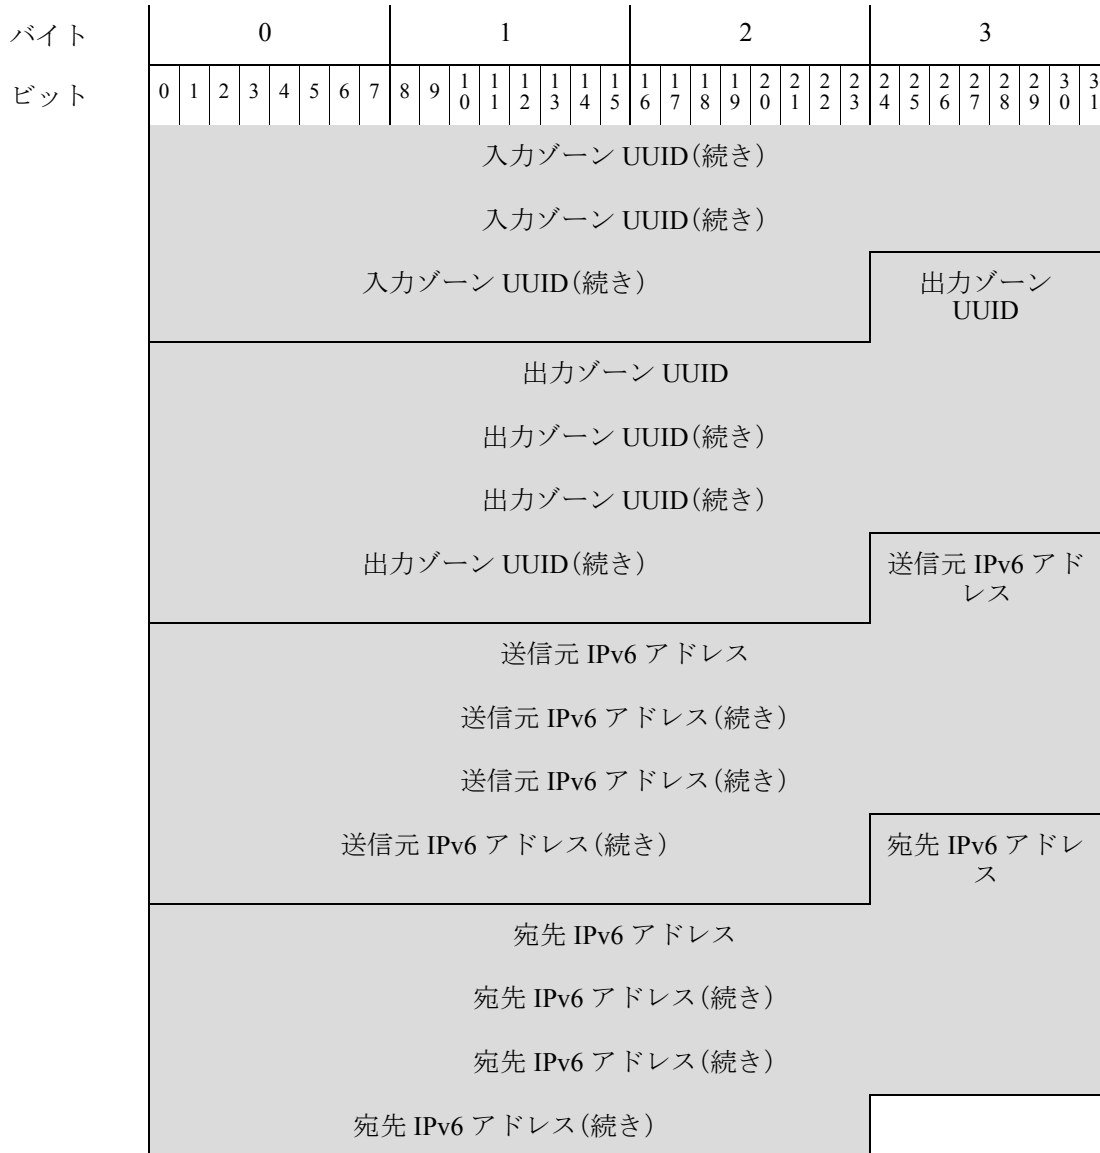 バイト 0 1 2 3
ビット 0 1 2 3 4 5 6 7 8 9 10 11 12 13 14 15 16 17 18 19 20 21 22 23 24 25 26 27 28 29 30 31
入力ゾーン UUID(続き)
入力ゾーン UUID(続き)
入力ゾーン UUID(続き)
出力ゾーン
UUID
出力ゾーン UUID
出力ゾーン UUID(続き)
出力ゾーン UUID(続き)
出力ゾーン UUID(続き)
送信元 IPv6 アド
レス
送信元 IPv6 アドレス
送信元 IPv6 アドレス(続き)
送信元 IPv6 アドレス(続き)
送信元 IPv6 アドレス(続き)
宛先 IPv6 アドレ
ス
宛先 IPv6 アドレス
宛先 IPv6 アドレス(続き)
宛先 IPv6 アドレス(続き)
宛先 IPv6 アドレス(続き)